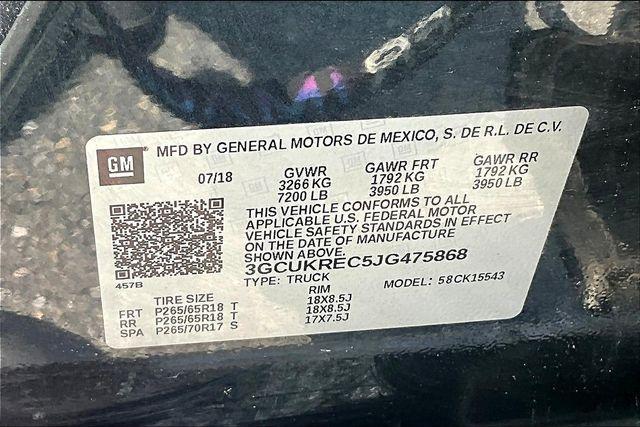 MFD BY GENERAL MOTORS DE MEXICO, S. DE R.L. DE C.V.
GM
07/18 GVWR GAWR FRT GAWR RR
3266 KG 1792 KG 1792 KG
7200 LB 3950 LB 3950 LB
THIS VEHICLE CONFORMS TO ALL
APPLICABLE U.S. FEDERAL MOTOR
VEHICLE SAFETY STANDARDS IN EFFECT
ON THE DATE OF MANUFACTURE
SHOWN ABOVE.
3GCUKREC5JG475868
457B
TYPE: TRUCK MODEL: 58CK15543
TIRE SIZE RIM
FRT P265/65R18 T 18X8.5J
RR P265/65R18 T 18X8.5J
SPA P265/70R17 S 17X7.5J